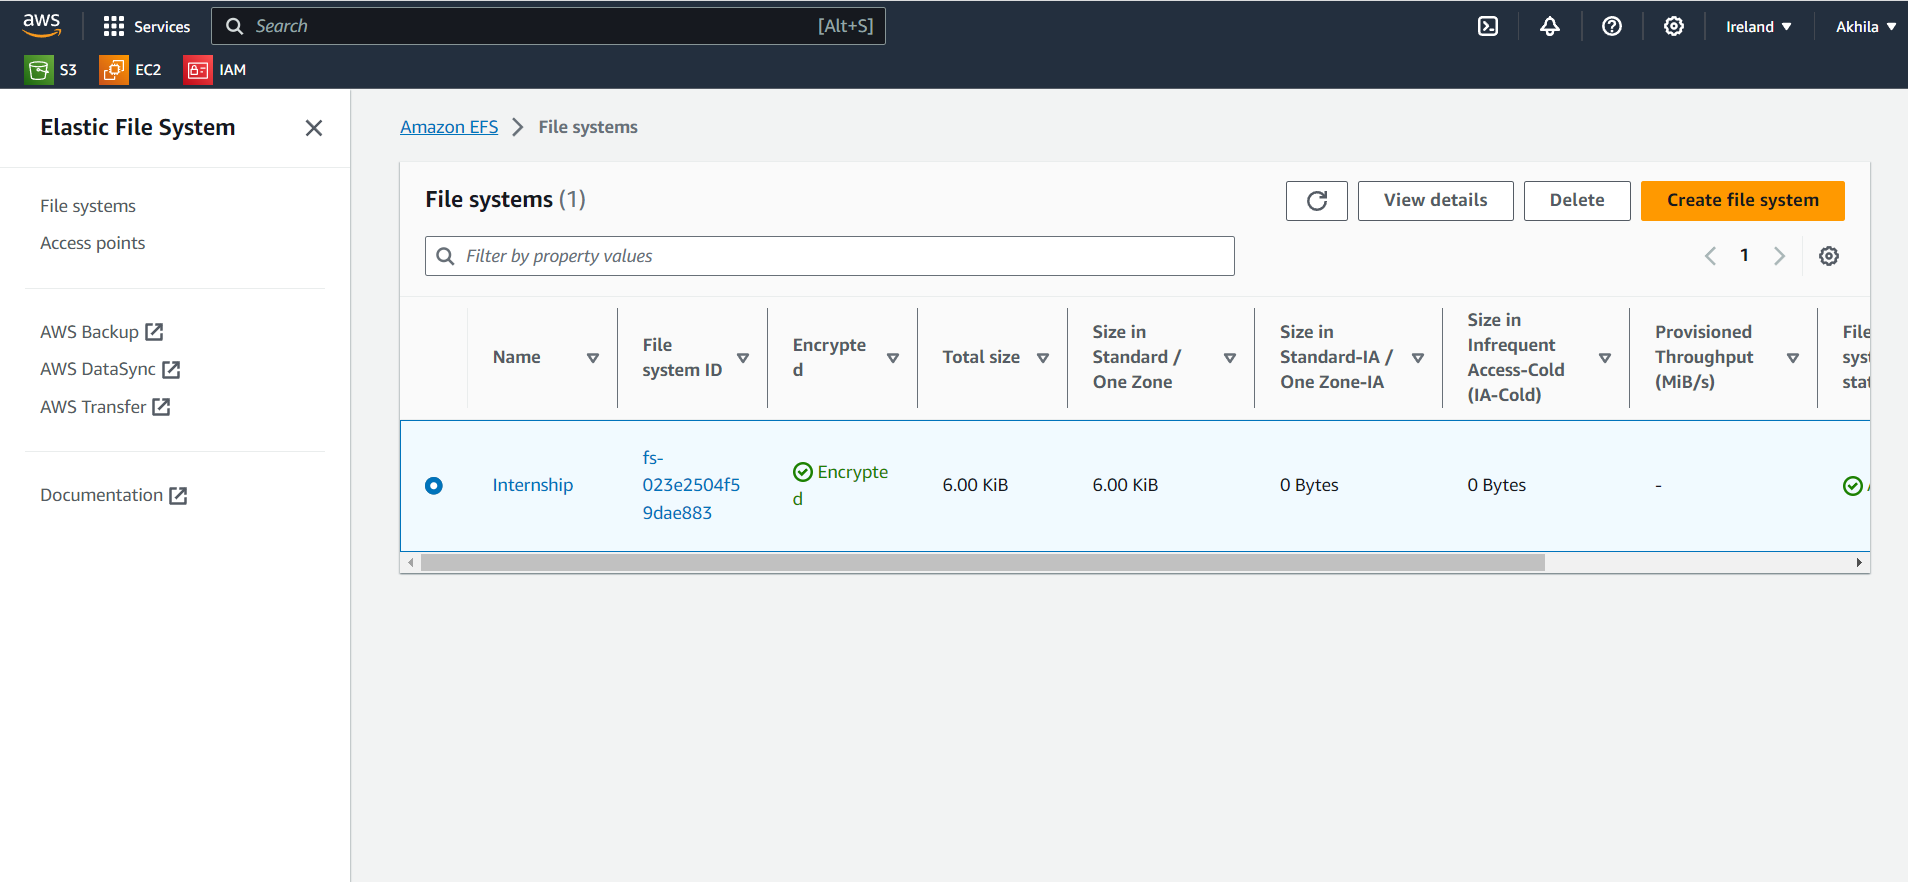 aws
Services
Search
[Alt+S]
Ireland
Akhila
S3
EC2
IAM
Elastic File System
File systems
Access points
AWS Backup
AWS DataSync
AWS Transfer
Documentation
Amazon EFS
File systems
File systems (1)
View details
Delete
Create file system
Filter by property values
1
Name
File
system ID
Encrypte
d
Total size
Size in
Standard /
One Zone
Size in
Standard-IA /
One Zone-IA
Size in
Infrequent
Access-Cold
(IA-Cold)
Provisioned
Throughput
(MiB/s)
File
syst
stat
Internship
fs-
023e2504f5
9dae883
Encrypte
d
6.00 KiB
6.00 KiB
0 Bytes
0 Bytes
-